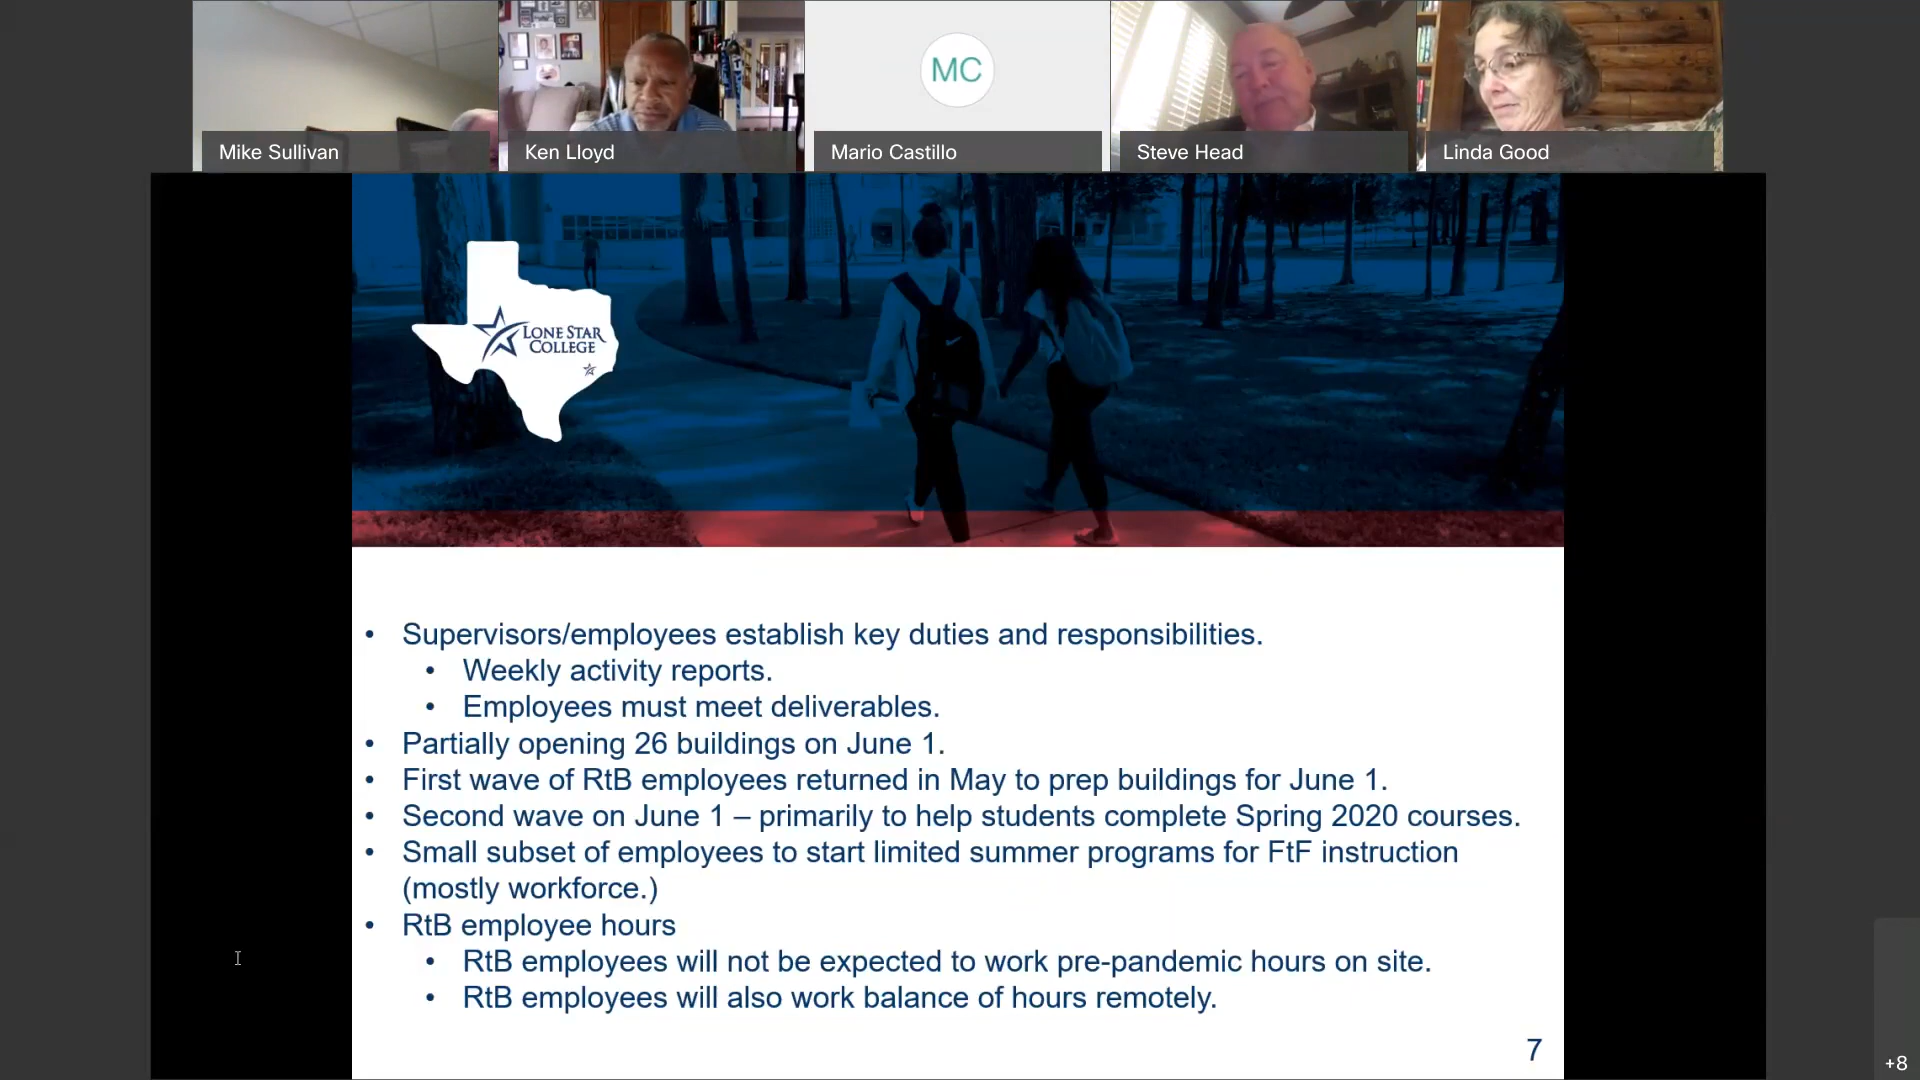 MC
Mike Sullivan
Ken Lloyd
Mario Castillo
Steve Head
Linda Good
LONE STAR
COLLEGE
• Supervisors/employees establish key duties and responsibilities.
• Weekly activity reports.
• Employees must meet deliverables.
• Partially opening 26 buildings on June 1.
• First wave of RtB employees returned in May to prep buildings for June 1.
• Second wave on June 1 – primarily to help students complete Spring 2020 courses.
• Small subset of employees to start limited summer programs for FtF instruction
(mostly workforce.)
• RtB employee hours
• RtB employees will not be expected to work pre-pandemic hours on site.
• RtB employees will also work balance of hours remotely.
7
+8